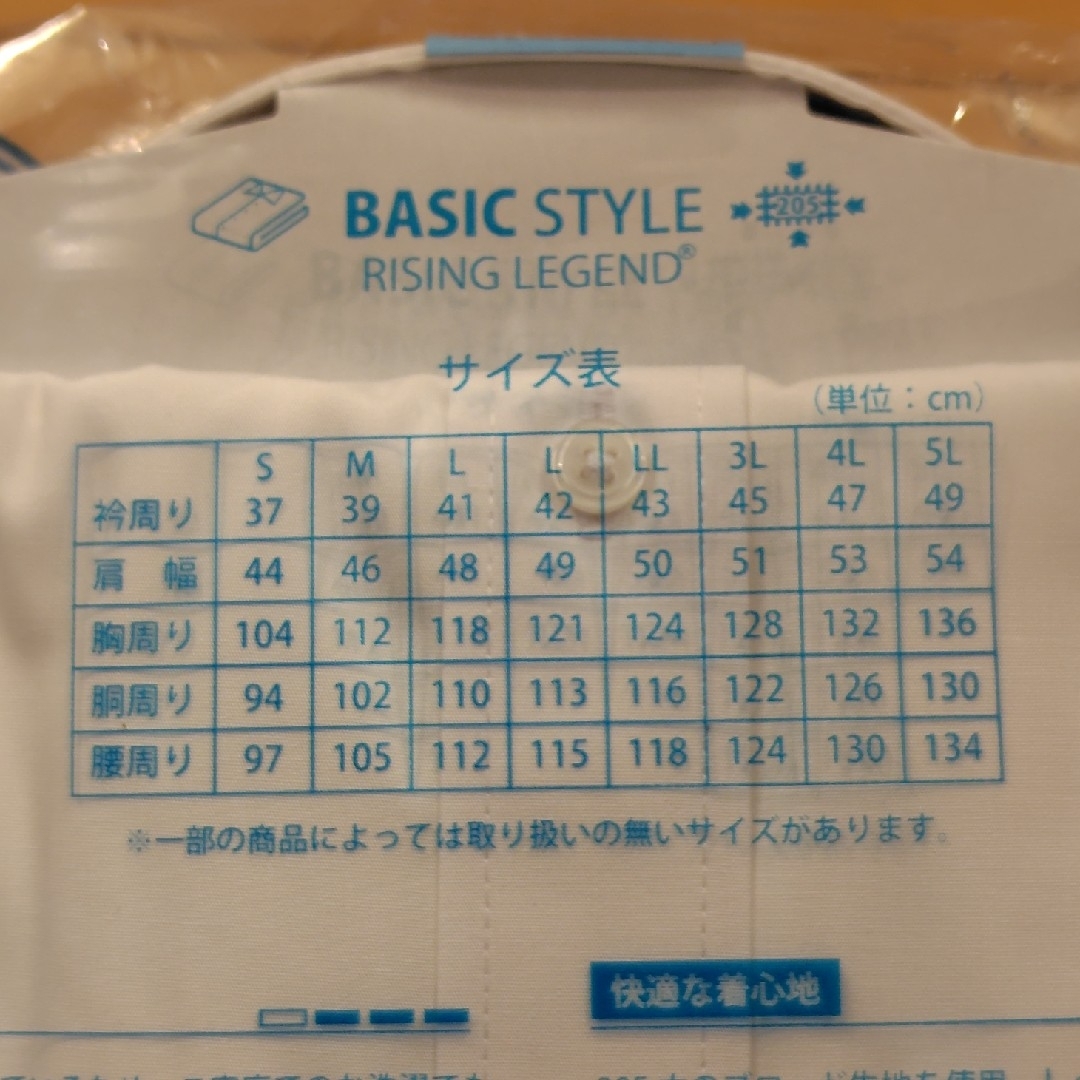 BASIC STYLE
205
RISING LEGEND®
サイズ表
(単位：cm)
S M L L LL 3L 4L 5L
衿周り 37 39 41 42 43 45 47 49
肩 幅 44 46 48 49 50 51 53 54
胸周り 104 112 118 121 124 128 132 136
胴周り 94 102 110 113 116 122 126 130
腰周り 97 105 112 115 118 124 130 134
※一部の商品によっては取り扱いの無いサイズがあります。
快適な着心地